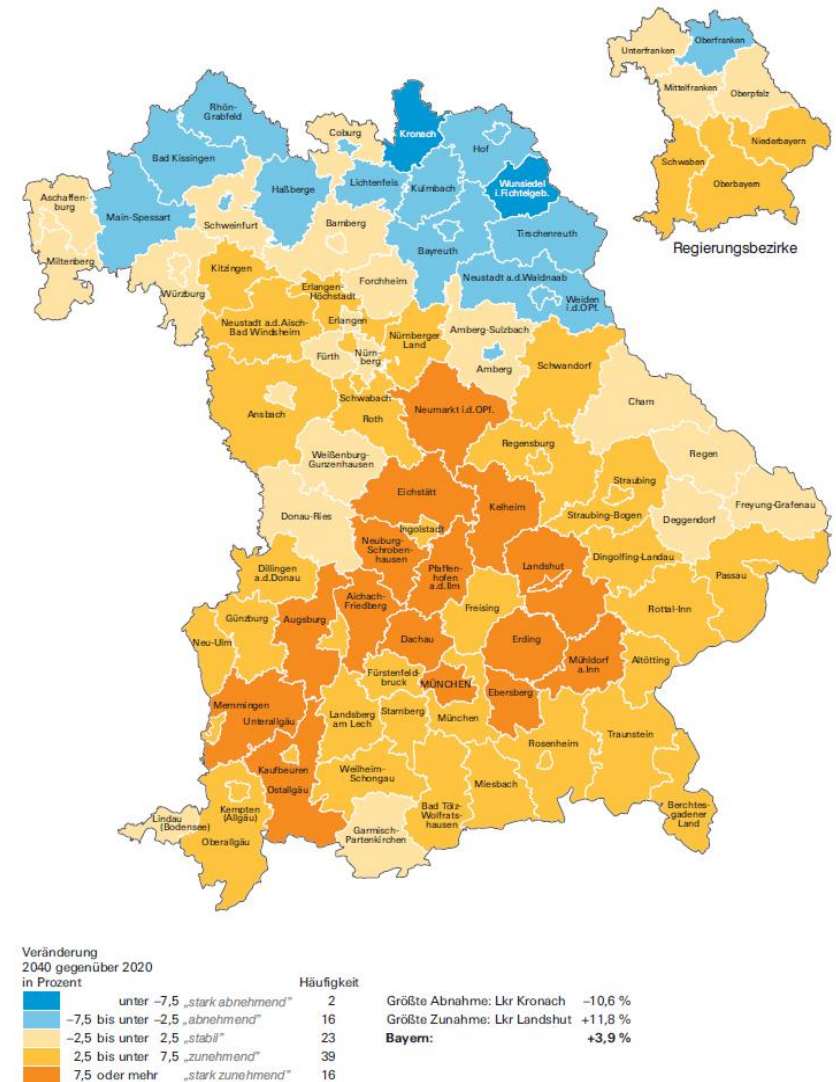 Unterfranken
Oberfranken
Mittelfranken
Oberpfalz
Niederbayern
Schwaben
Oberbayern
Regierungsbezirke
Rhön-
Grabfeld
Coburg
Kronach
Hof
Bad Kissingen
Lichtenfels
Kulmbach
Wunsiedel
i.Fichtelgeb.
Aschaffen-
burg
Haßberge
Main-Spessart
Schweinfurt
Bamberg
Tirschenreuth
Bayreuth
Miltenberg
Kitzingen
Würzburg
Erlangen-
Höchstadt
Forchheim
Neustadt a.d.Waidnaab
Weiden
i.d.OPf.
Neustadt a.d.Aisch-
Bad Windsheim
Erlangen
Nürnberger
Land
Amberg-Sulzbach
Fürth
Nürn-
berg
Amberg
Schwandorf
Schwabach
Ansbach
Roth
Neumarkt i.d.OPf.
Cham
Weißenburg-
Gunzenhausen
Regensburg
Regen
Straubing
Eichstätt
Kelheim
Freyung-Grafenau
Donau-Ries
Ingolstadt
Straubing-Bogen
Deggendorf
Neuburg-
Schroben-
hausen
Dillingen
a.d.Donau
Pfaffen-
hofen
a.d.Ilm
Landshut
Dingolfing-Landau
Passau
Aichach-
Friedberg
Günzburg
Augsburg
Freising
Rottal-Inn
Neu-Ulm
Dachau
Erding
Mühldorf
a.Inn
Altötting
Fürstenfeld-
bruck
MÜNCHEN
Ebersberg
Memmingen
Unterallgäu
Landsberg
am Lech
Starnberg
München
Rosenheim
Traunstein
Kaufbeuren
Ostallgäu
Weilheim-
Schongau
Miesbach
Bad Tölz-
Wolfrats-
hausen
Berchtes-
gadener
Land
Lindau
(Bodensee)
Kempten
(Allgäu)
Oberallgäu
Garmisch-
Partenkirchen
Veränderung
2040 gegenüber 2020
in Prozent Häufigkeit
unter –7,5 „stark abnehmend" 2 Größte Abnahme: Lkr Kronach –10,6 %
–7,5 bis unter –2,5 „abnehmend" 16 Größte Zunahme: Lkr Landshut +11,8 %
–2,5 bis unter 2,5 „stabil" 23 Bayern: +3,9 %
2,5 bis unter 7,5 „zunehmend" 39
7,5 oder mehr „stark zunehmend" 16